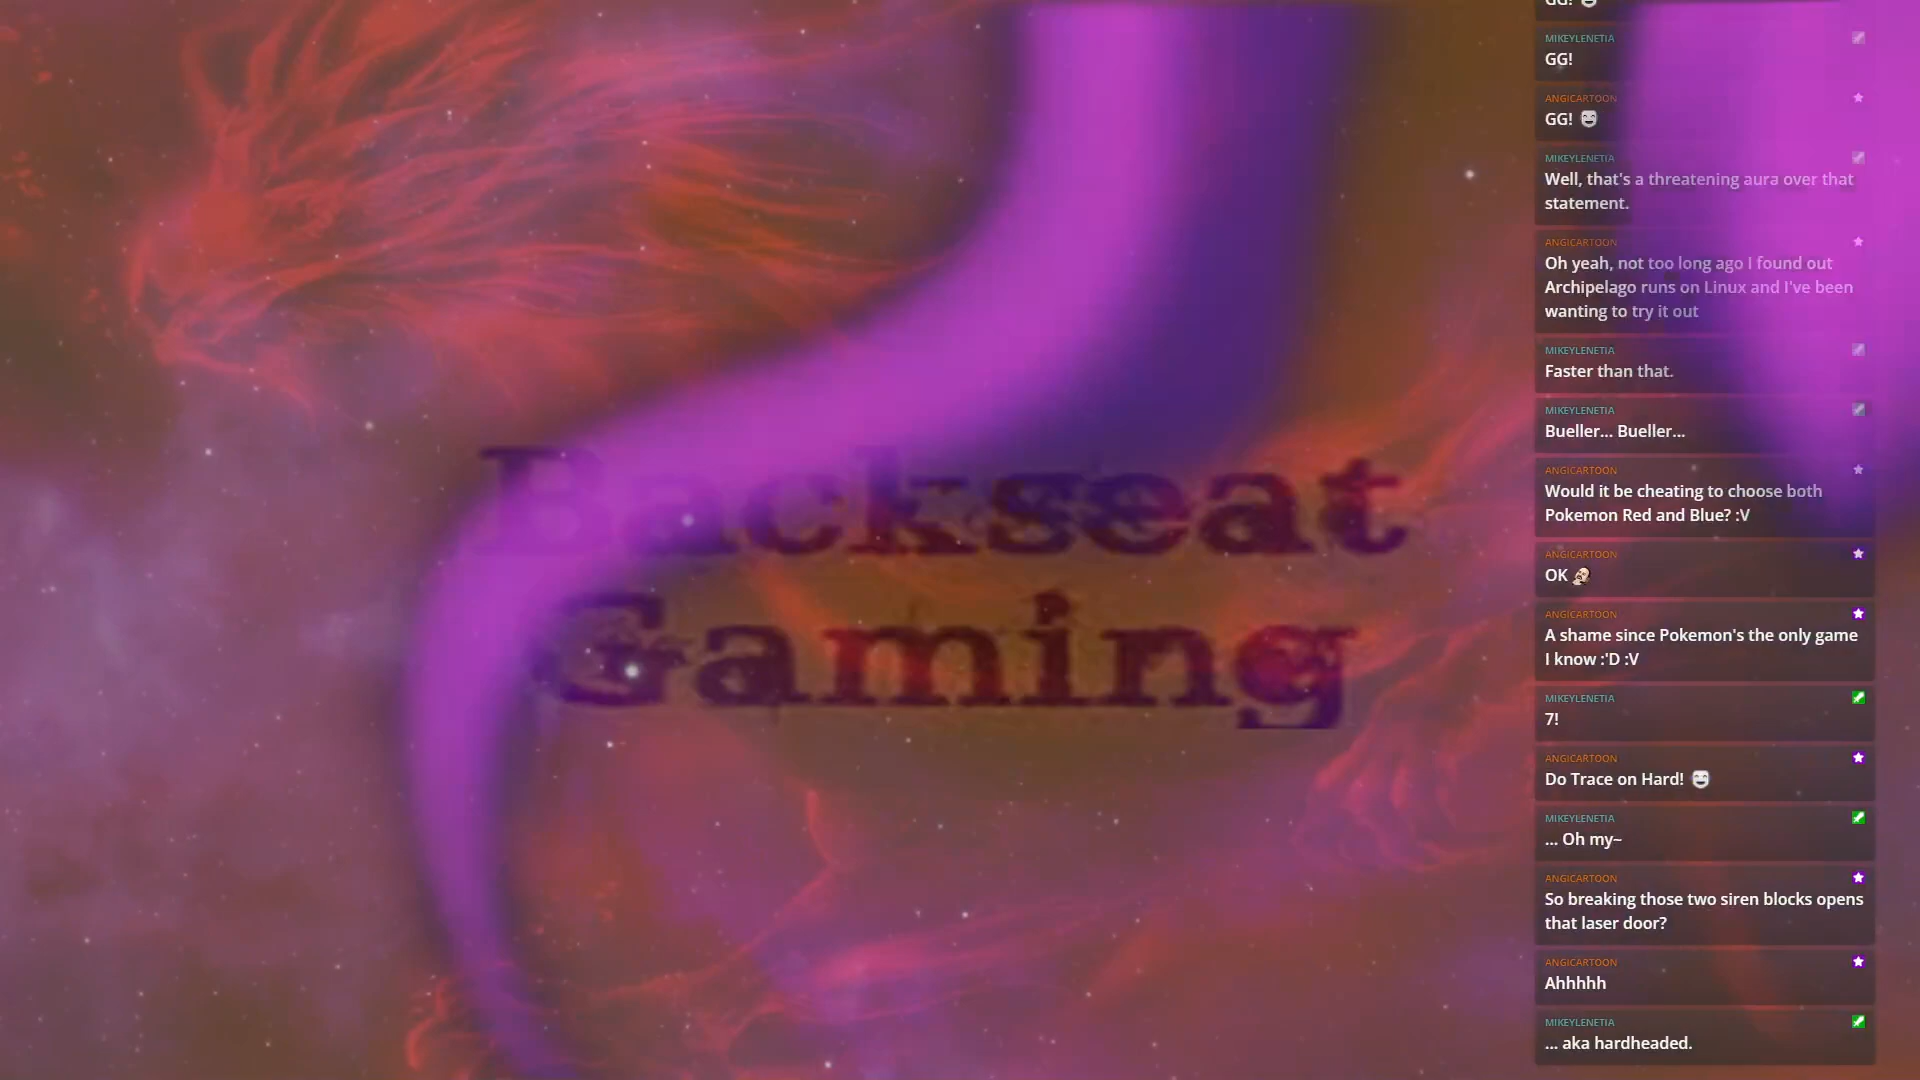 GG!
MIKEYLENETIA
GG!
ANGICARTOON
GG!
MIKEYLENETIA
Well, that's a threatening aura over that
statement.
ANGICARTOON
Oh yeah, not too long ago I found out
Archipelago runs on Linux and I've been
wanting to try it out
MIKEYLENETIA
Faster than that.
MIKEYLENETIA
Bueller... Bueller...
ANGICARTOON
Would it be cheating to choose both
Pokemon Red and Blue? :V
ANGICARTOON
OK
ANGICARTOON
A shame since Pokemon's the only game
I know :'D :V
MIKEYLENETIA
7!
ANGICARTOON
Do Trace on Hard!
MIKEYLENETIA
... Oh my~
ANGICARTOON
So breaking those two siren blocks opens
that laser door?
ANGICARTOON
Ahhhhh
MIKEYLENETIA
... aka hardheaded.
Backseat
Gaming